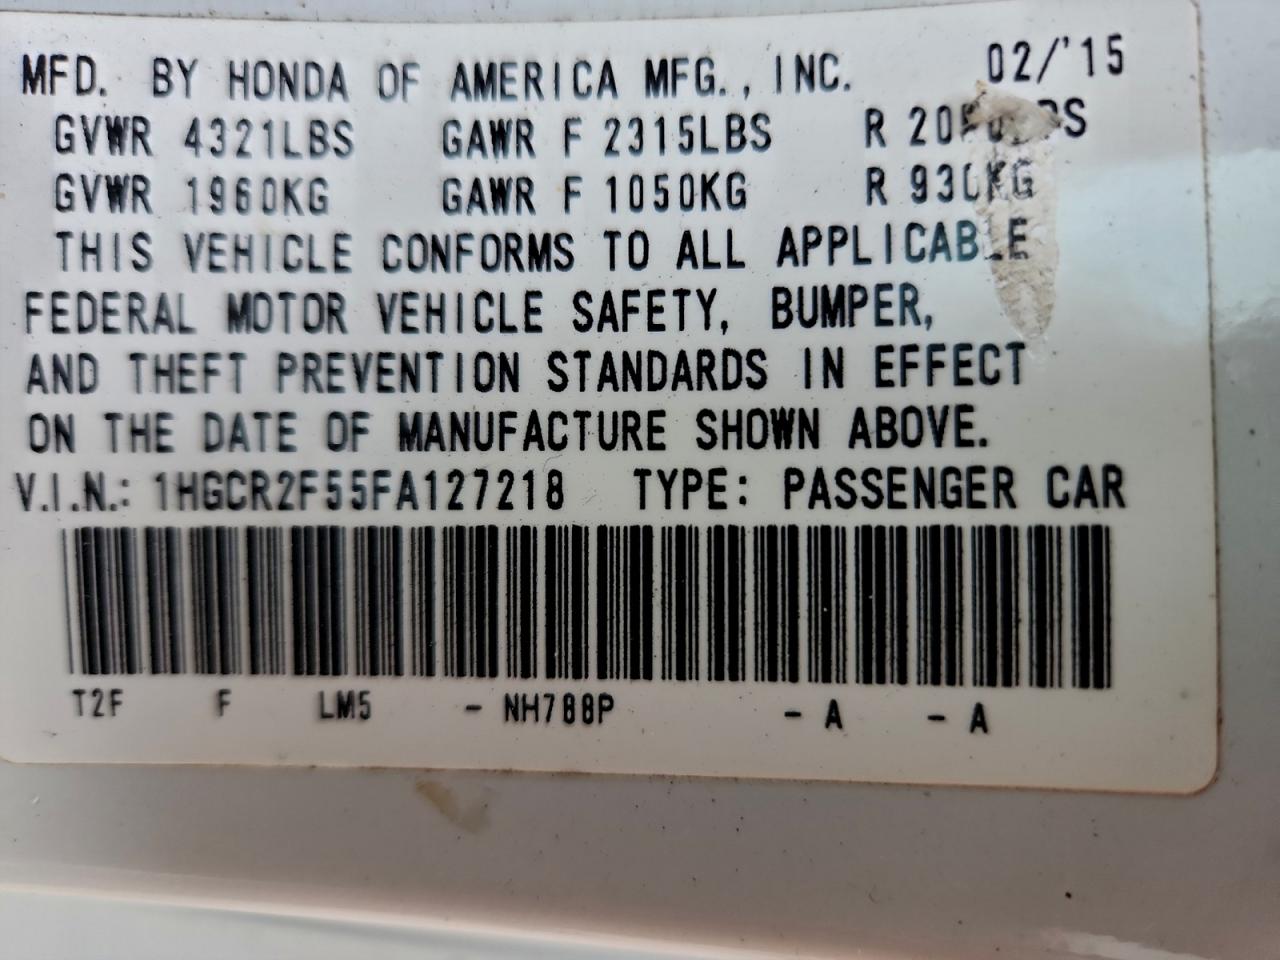 MFD. BY HONDA OF AMERICA MFG., INC. 02/'15
GVWR 4321LBS GAWR F 2315LBS R
GVWR 1960KG GAWR F 1050KG R 930KG
THIS VEHICLE CONFORMS TO ALL APPLICABLE
FEDERAL MOTOR VEHICLE SAFETY, BUMPER,
AND THEFT PREVENTION STANDARDS IN EFFECT
ON THE DATE OF MANUFACTURE SHOWN ABOVE.
V.I.N.: 1HGCR2F55FA127218 TYPE: PASSENGER CAR
T2F F LM5 - NH788P - A - A